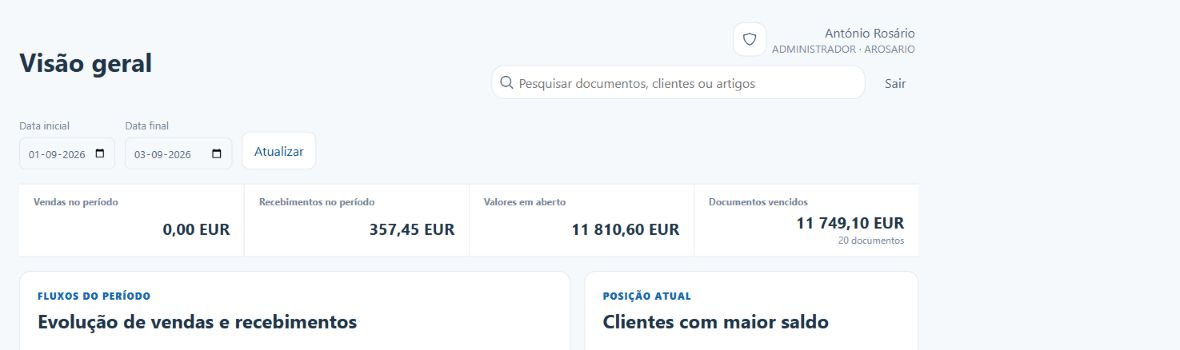 António Rosário
ADMINISTRADOR · AROSARIO
Visão geral
Pesquisar documentos, clientes ou artigos
Sair
Data inicial
Data final
01-09-2026
03-09-2026
Atualizar
Vendas no período
0,00 EUR
Recebimentos no período
357,45 EUR
Valores em aberto
11 810,60 EUR
Documentos vencidos
11 749,10 EUR
20 documentos
FLUXOS DO PERÍODO
Evolução de vendas e recebimentos
POSIÇÃO ATUAL
Clientes com maior saldo